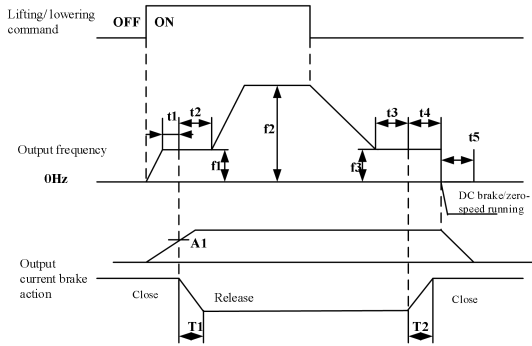 Lifting/ lowering
command
OFF
ON
t1
t2
t3
t4
f2
t5
Output frequency
f1
f3
0Hz
DC brake/zero-
speed running
A1
Output
current brake
action
Close
Release
Close
T1
T2